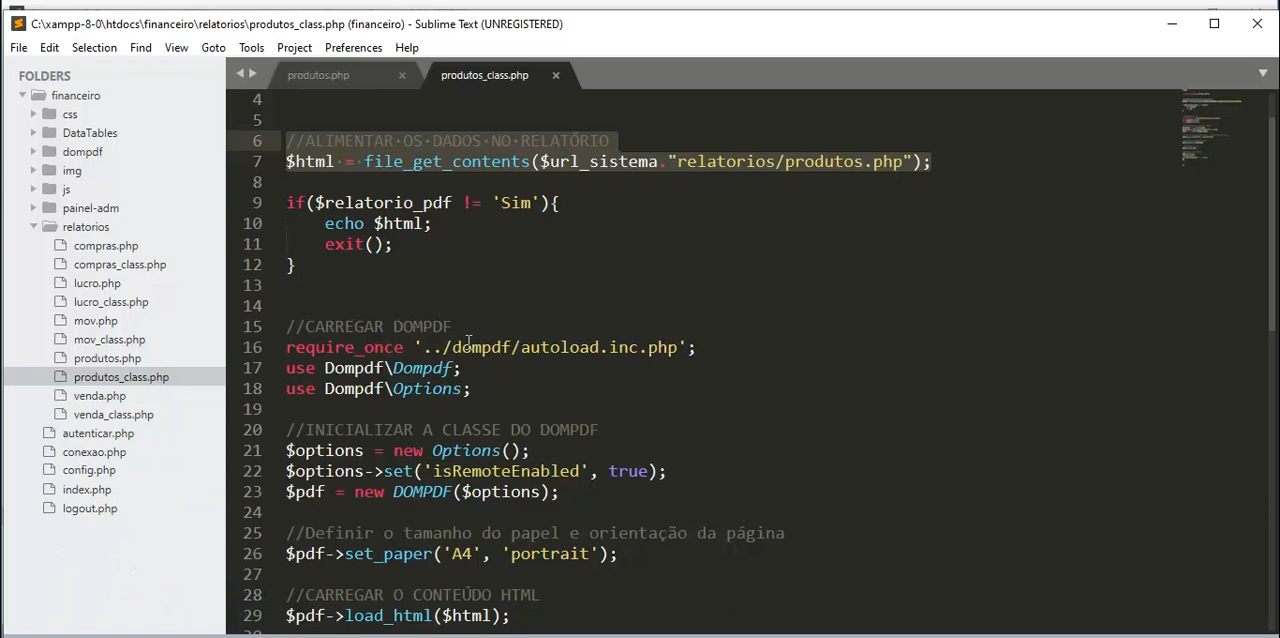 C:\xampp-8-0\htdocs\financeiro\relatorios\produtos_class.php (financeiro) - Sublime Text (UNREGISTERED)
File Edit Selection Find View Goto Tools Project Preferences Help
FOLDERS
financeiro
css
DataTables
dompdf
img
js
painel-adm
relatorios
compras.php
compras_class.php
lucro.php
lucro_class.php
mov.php
mov_class.php
produtos.php
produtos_class.php
venda.php
venda_class.php
autenticar.php
conexao.php
config.php
index.php
logout.php
produtos.php × produtos_class.php ×
4
5
6 //ALIMENTAR·OS·DADOS·NO·RELATÓRIO
7 $html = file_get_contents($url_sistema."relatorios/produtos.php");
8
9 if($relatorio_pdf != 'Sim'){
10 echo $html;
11 exit();
12 }
13
14
15 //CARREGAR DOMPDF
16 require_once '../dompdf/autoload.inc.php';
17 use Dompdf\Dompdf;
18 use Dompdf\Options;
19
20 //INICIALIZAR A CLASSE DO DOMPDF
21 $options = new Options();
22 $options->set('isRemoteEnabled', true);
23 $pdf = new DOMPDF($options);
24
25 //Definir o tamanho do papel e orientação da página
26 $pdf->set_paper('A4', 'portrait');
27
28 //CARREGAR O CONTEÚDO HTML
29 $pdf->load_html($html);